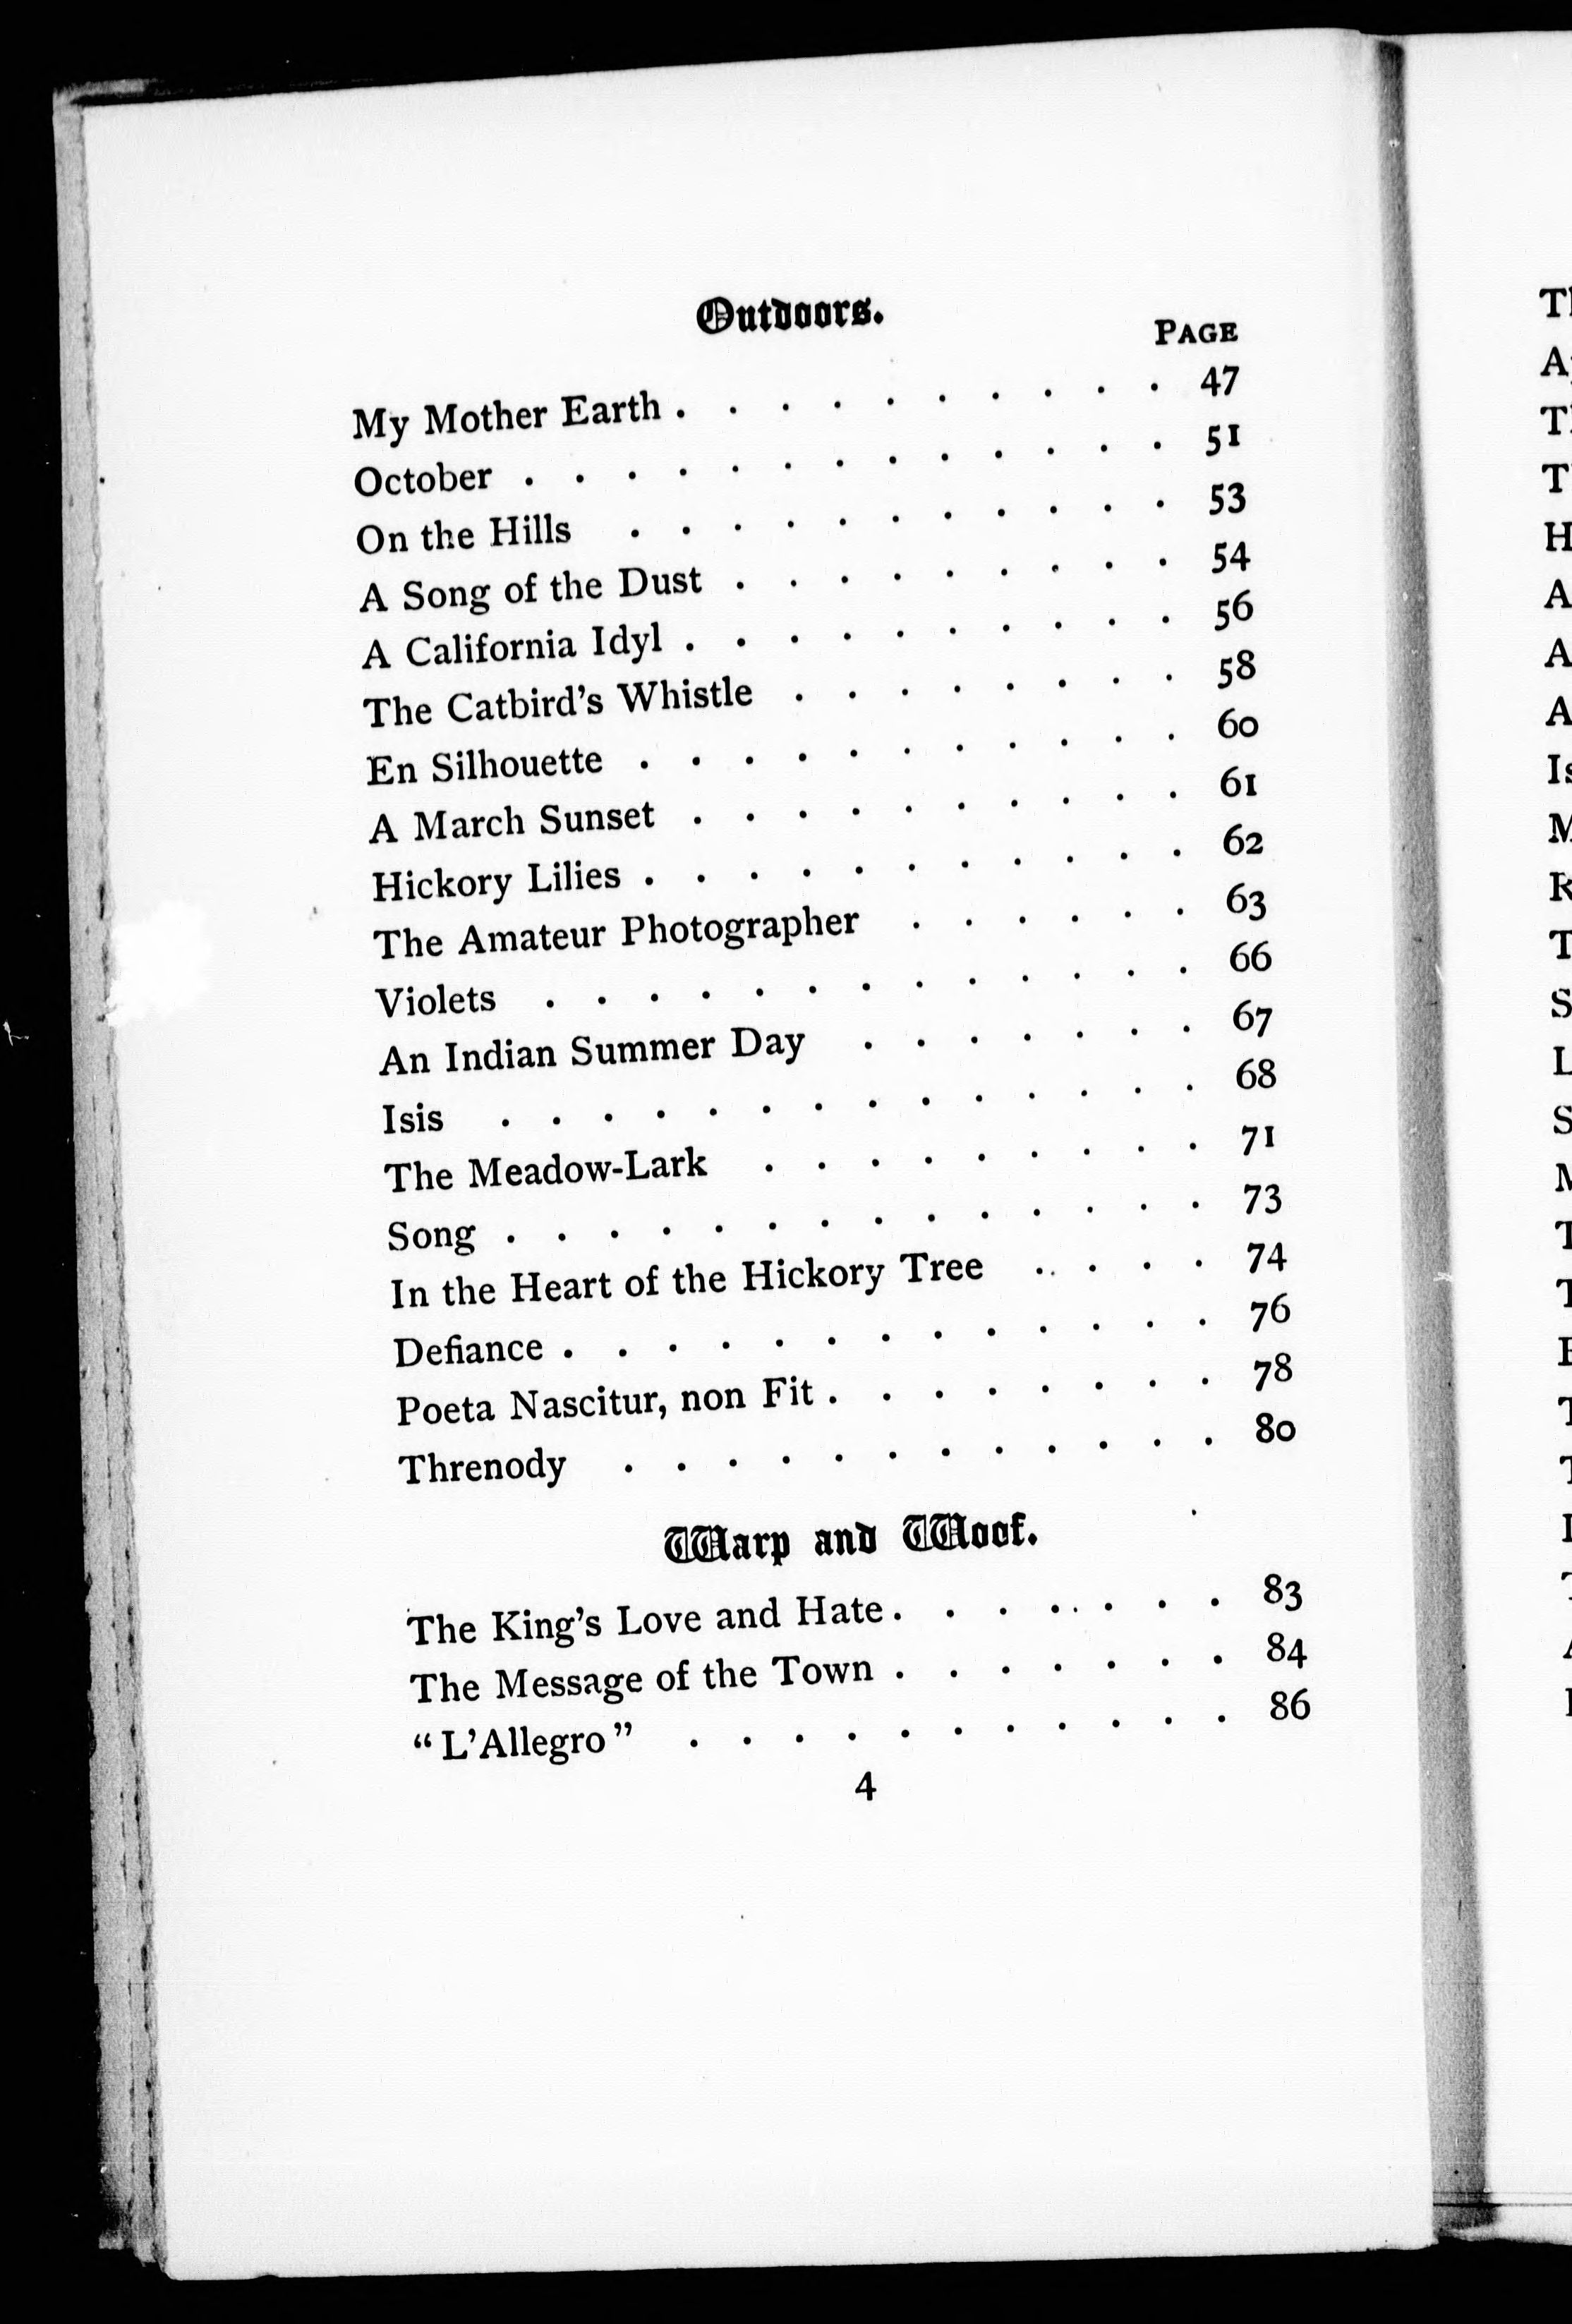 Outdoors.
PAGE
My Mother Earth . . . . . . . . . . 47
October . . . . . . . . . . . . . 51
On the Hills . . . . . . . . . . . 53
A Song of the Dust . . . . . . . . . 54
A California Idyl . . . . . . . . . . 56
The Catbird's Whistle . . . . . . . . 58
En Silhouette . . . . . . . . . . . 60
A March Sunset . . . . . . . . . . 61
Hickory Lilies . . . . . . . . . . . 62
The Amateur Photographer . . . . . . 63
Violets . . . . . . . . . . . . . 66
An Indian Summer Day . . . . . . . 67
Isis . . . . . . . . . . . . . . 68
The Meadow-Lark . . . . . . . . . 71
Song . . . . . . . . . . . . . . 73
In the Heart of the Hickory Tree . . . . 74
Defiance . . . . . . . . . . . . . 76
Poeta Nascitur, non Fit . . . . . . . . 78
Threnody . . . . . . . . . . . . 80
Warp and Woof.
The King's Love and Hate . . . . . . . 83
The Message of the Town . . . . . . . 84
"L'Allegro" . . . . . . . . . . . 86
4